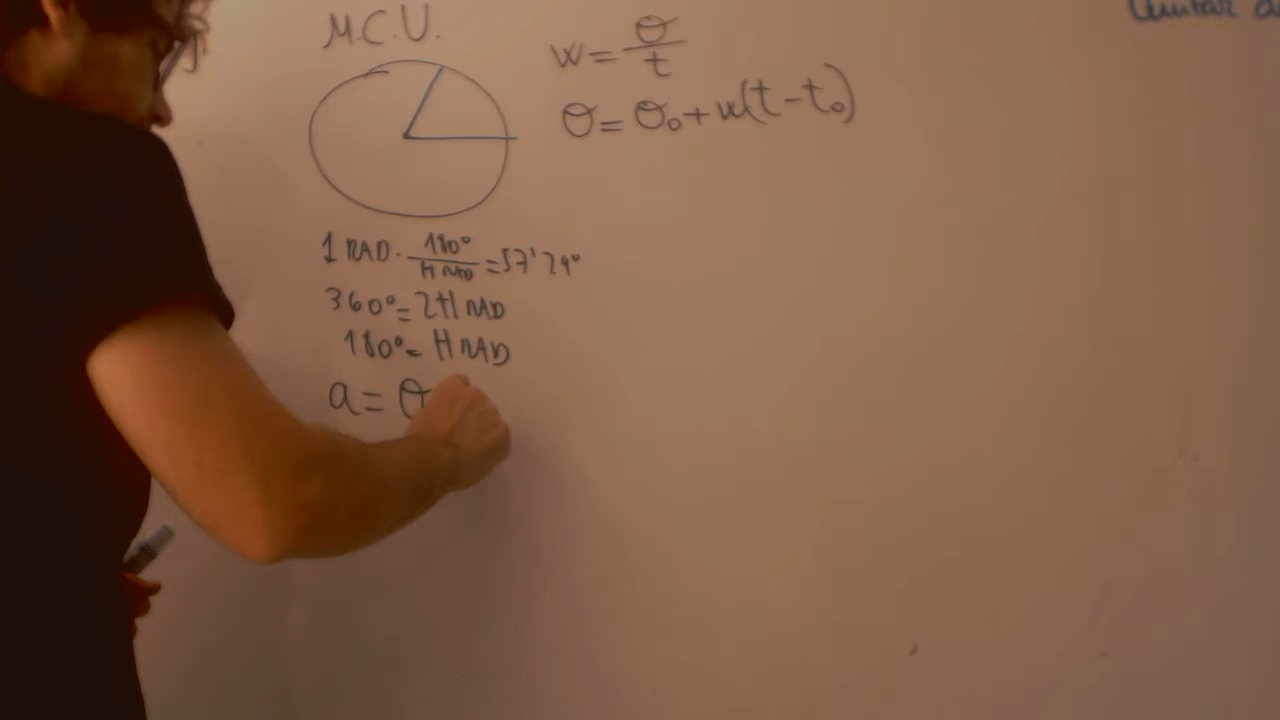 M.C.U.
w = θ/t
θ = θ₀ + w(t - t₀)
1 RAD · 180°/π RAD = 57'29°
360° = 2π RAD
180° = π RAD
a = θ